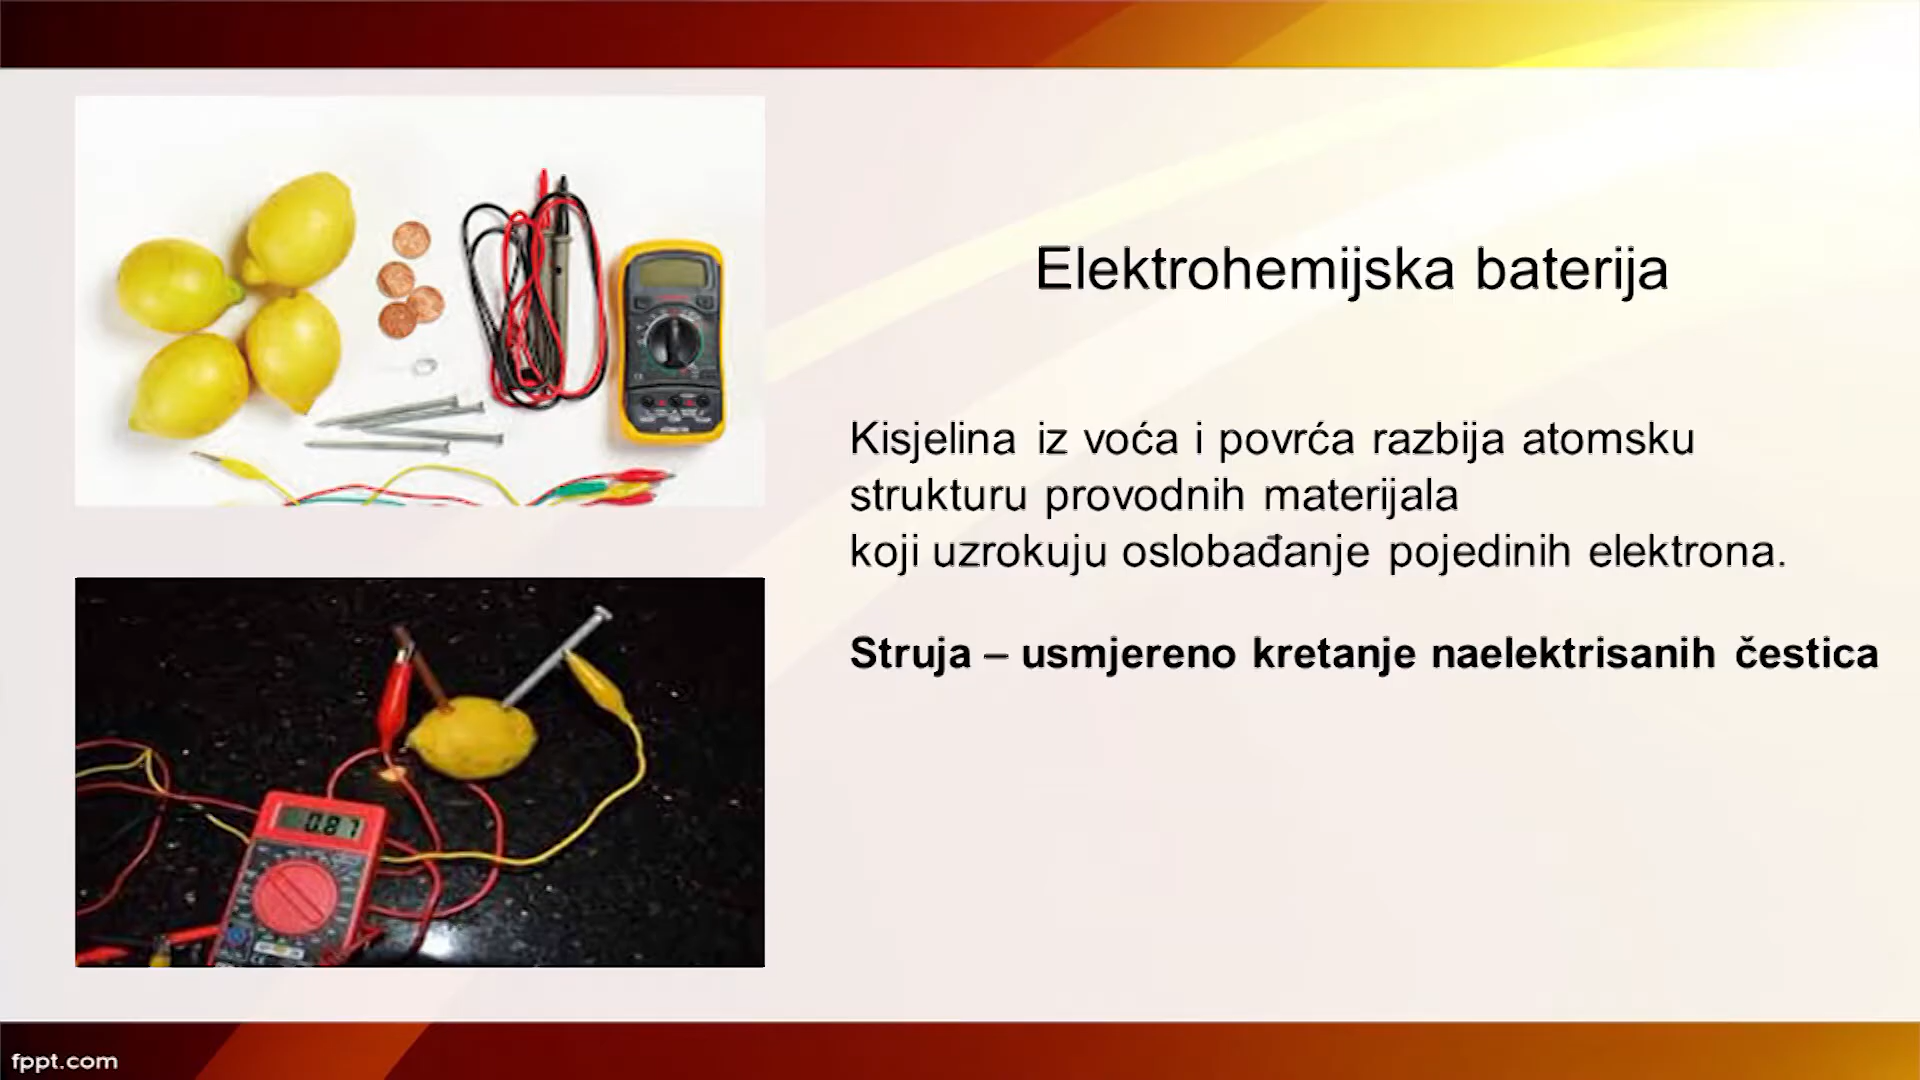 Elektrohemijska baterija
Kisjelina iz voća i povrća razbija atomsku
strukturu provodnih materijala
koji uzrokuju oslobađanje pojedinih elektrona.
Struja – usmjereno kretanje naelektrisanih čestica
0.87
fppt.com